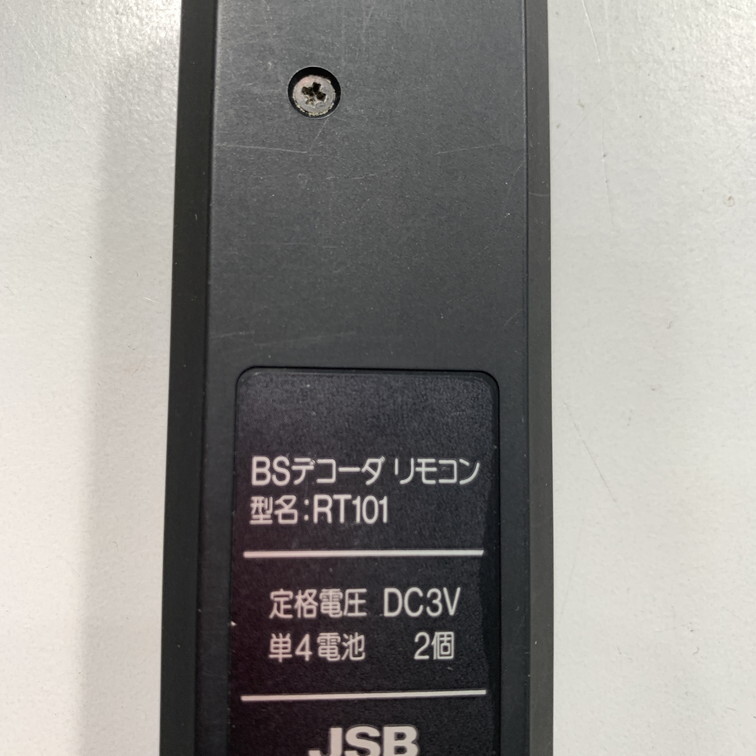 BSデコーダ リモコン
型名:RT101
定格電圧 DC3V
単4電池 2個
JSB